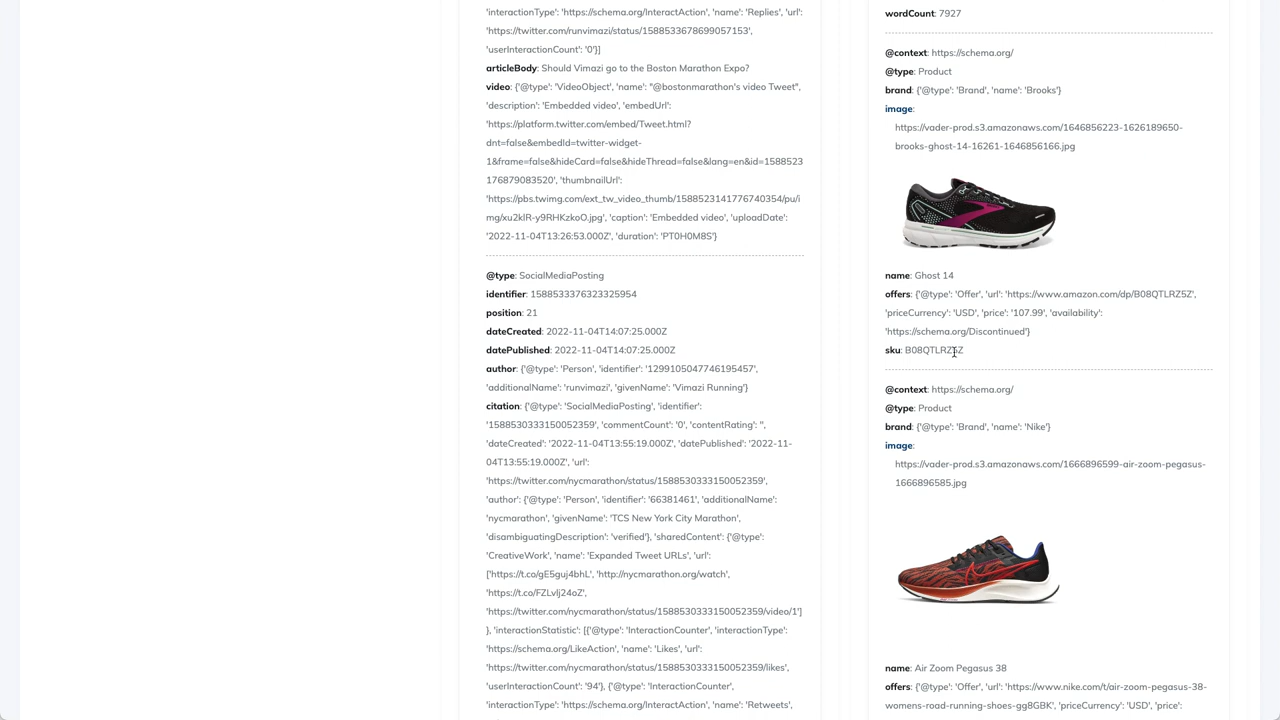 'interactionType': 'https://schema.org/InteractAction', 'name': 'Replies', 'url':
'https://twitter.com/runvimazi/status/1588533678699057153',
'userInteractionCount': '0'}]
articleBody: Should Vimazi go to the Boston Marathon Expo?
video: {'@type': 'VideoObject', 'name': "@bostonmarathon's video Tweet",
'description': 'Embedded video', 'embedUrl':
'https://platform.twitter.com/embed/Tweet.html?
dnt=false&embedId=twitter-widget-
1&frame=false&hideCard=false&hideThread=false&lang=en&id=1588523
176879083520', 'thumbnailUrl':
'https://pbs.twimg.com/ext_tw_video_thumb/1588523141776740354/pu/i
mg/xu2klR-y9RHKzkoO.jpg', 'caption': 'Embedded video', 'uploadDate':
'2022-11-04T13:26:53.000Z', 'duration': 'PT0H0M8S'}
@type: SocialMediaPosting
identifier: 1588533376323325954
position: 21
dateCreated: 2022-11-04T14:07:25.000Z
datePublished: 2022-11-04T14:07:25.000Z
author: {'@type': 'Person', 'identifier': '1299105047746195457',
'additionalName': 'runvimazi', 'givenName': 'Vimazi Running'}
citation: {'@type': 'SocialMediaPosting', 'identifier':
'1588530333150052359', 'commentCount': '0', 'contentRating': '',
'dateCreated': '2022-11-04T13:55:19.000Z', 'datePublished': '2022-11-
04T13:55:19.000Z', 'url':
'https://twitter.com/nycmarathon/status/1588530333150052359',
'author': {'@type': 'Person', 'identifier': '66381461', 'additionalName':
'nycmarathon', 'givenName': 'TCS New York City Marathon',
'disambiguatingDescription': 'verified'}, 'sharedContent': {'@type':
'CreativeWork', 'name': 'Expanded Tweet URLs', 'url':
['https://t.co/gE5guj4bhL', 'http://nycmarathon.org/watch',
'https://t.co/FZLvlj24oZ',
'https://twitter.com/nycmarathon/status/1588530333150052359/video/1']
}, 'interactionStatistic': [{'@type': 'InteractionCounter', 'interactionType':
'https://schema.org/LikeAction', 'name': 'Likes', 'url':
'https://twitter.com/nycmarathon/status/1588530333150052359/likes',
'userInteractionCount': '94'}, {'@type': 'InteractionCounter',
'interactionType': 'https://schema.org/InteractAction', 'name': 'Retweets',
wordCount: 7927
@context: https://schema.org/
@type: Product
brand: {'@type': 'Brand', 'name': 'Brooks'}
image:
https://vader-prod.s3.amazonaws.com/1646856223-1626189650-
brooks-ghost-14-16261-1646856166.jpg
name: Ghost 14
offers: {'@type': 'Offer', 'url': 'https://www.amazon.com/dp/B08QTLRZ5Z',
'priceCurrency': 'USD', 'price': '107.99', 'availability':
'https://schema.org/Discontinued'}
sku: B08QTLRZ5Z
@context: https://schema.org/
@type: Product
brand: {'@type': 'Brand', 'name': 'Nike'}
image:
https://vader-prod.s3.amazonaws.com/1666896599-air-zoom-pegasus-
1666896585.jpg
name: Air Zoom Pegasus 38
offers: {'@type': 'Offer', 'url': 'https://www.nike.com/t/air-zoom-pegasus-38-
womens-road-running-shoes-gg8GBK', 'priceCurrency': 'USD', 'price':